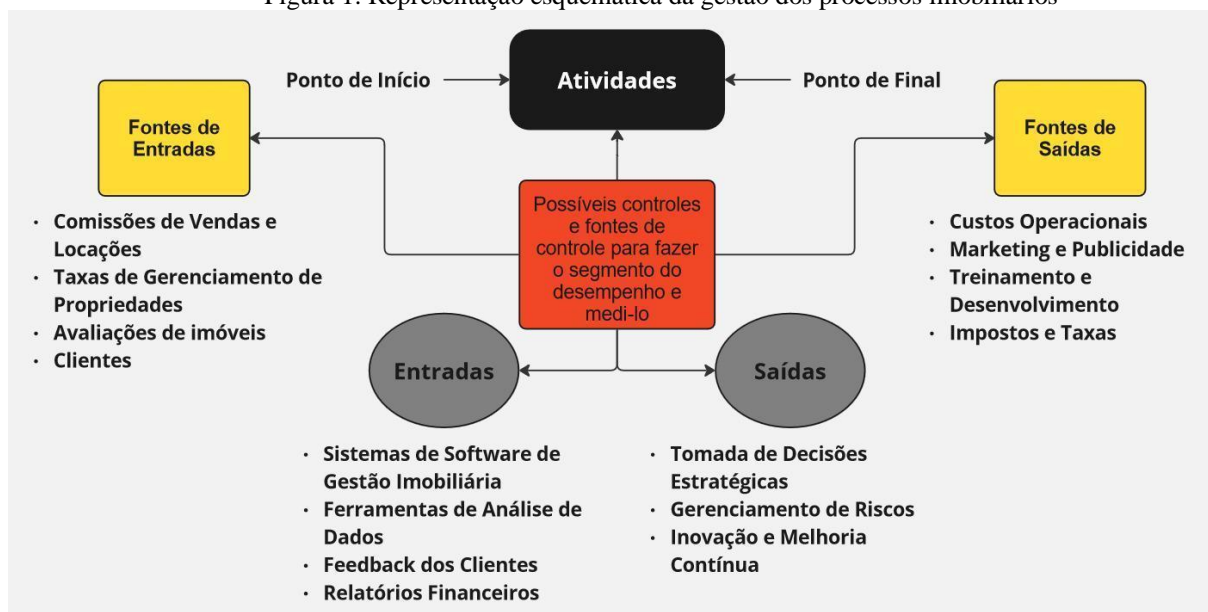 Figura 1: Representação esquemática da gestão dos processos imobiliários
Ponto de Início
Atividades
Ponto de Final
Fontes de
Entradas
Fontes de
Saídas
Possíveis controles
e fontes de
controle para fazer
o segmento do
desempenho e
medi-lo
• Comissões de Vendas e
Locações
• Taxas de Gerenciamento de
Propriedades
• Avaliações de imóveis
• Clientes
• Custos Operacionais
• Marketing e Publicidade
• Treinamento e
Desenvolvimento
• Impostos e Taxas
Entradas
Saídas
• Sistemas de Software de
Gestão Imobiliária
• Ferramentas de Análise de
Dados
• Feedback dos Clientes
• Relatórios Financeiros
• Tomada de Decisões
Estratégicas
• Gerenciamento de Riscos
• Inovação e Melhoria
Contínua